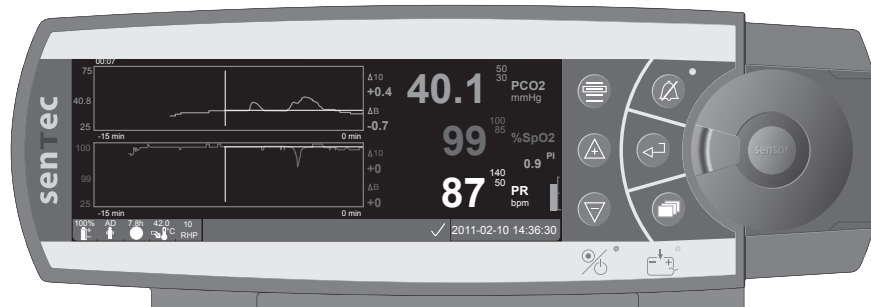 sentec
00:07
75
40.8
25
-15 min
0 min
Δ10
+0.4
ΔB
-0.7
40.1
50
30
PCO2
mmHg
100
99
25
-15 min
0 min
Δ10
+0
ΔB
+0
99
100
85
%SpO2
0.9 PI
87
140
50
PR
bpm
100%
AD
7.8h
42.0
°C
10
RHP
2011-02-10 14:36:30
sensor